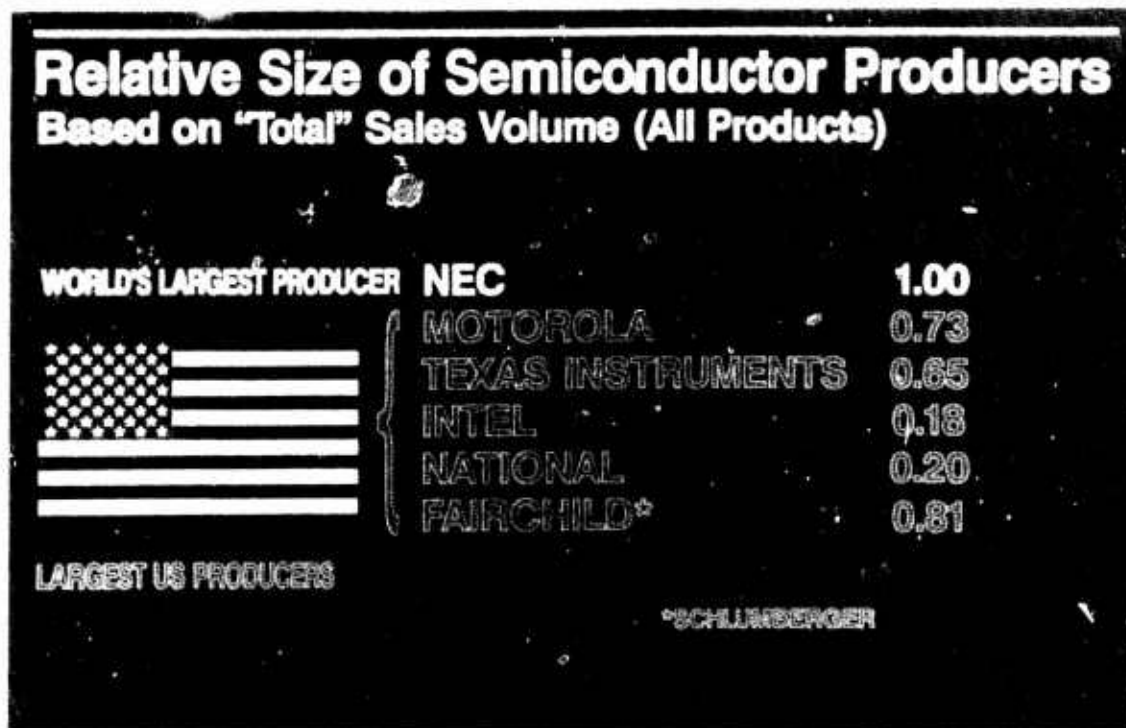 Relative Size of Semiconductor Producers
Based on "Total" Sales Volume (All Products)
WORLD'S LARGEST PRODUCER NEC 1.00
MOTOROLA 0.73
TEXAS INSTRUMENTS 0.65
INTEL 0.18
NATIONAL 0.20
FAIRCHILD* 0.81
LARGEST US PRODUCERS
*SCHLUMBERGER